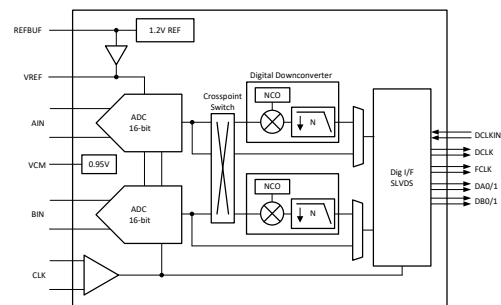 REFBUF
1.2V REF
VREF
Digital Downconverter
Crosspoint
Switch
NCO
N
ADC
16-bit
AIN
VCM
0.95V
Dig I/F
SLVDS
DCLKIN
DCLK
FCLK
DA0/1
DB0/1
NCO
N
ADC
16-bit
BIN
CLK